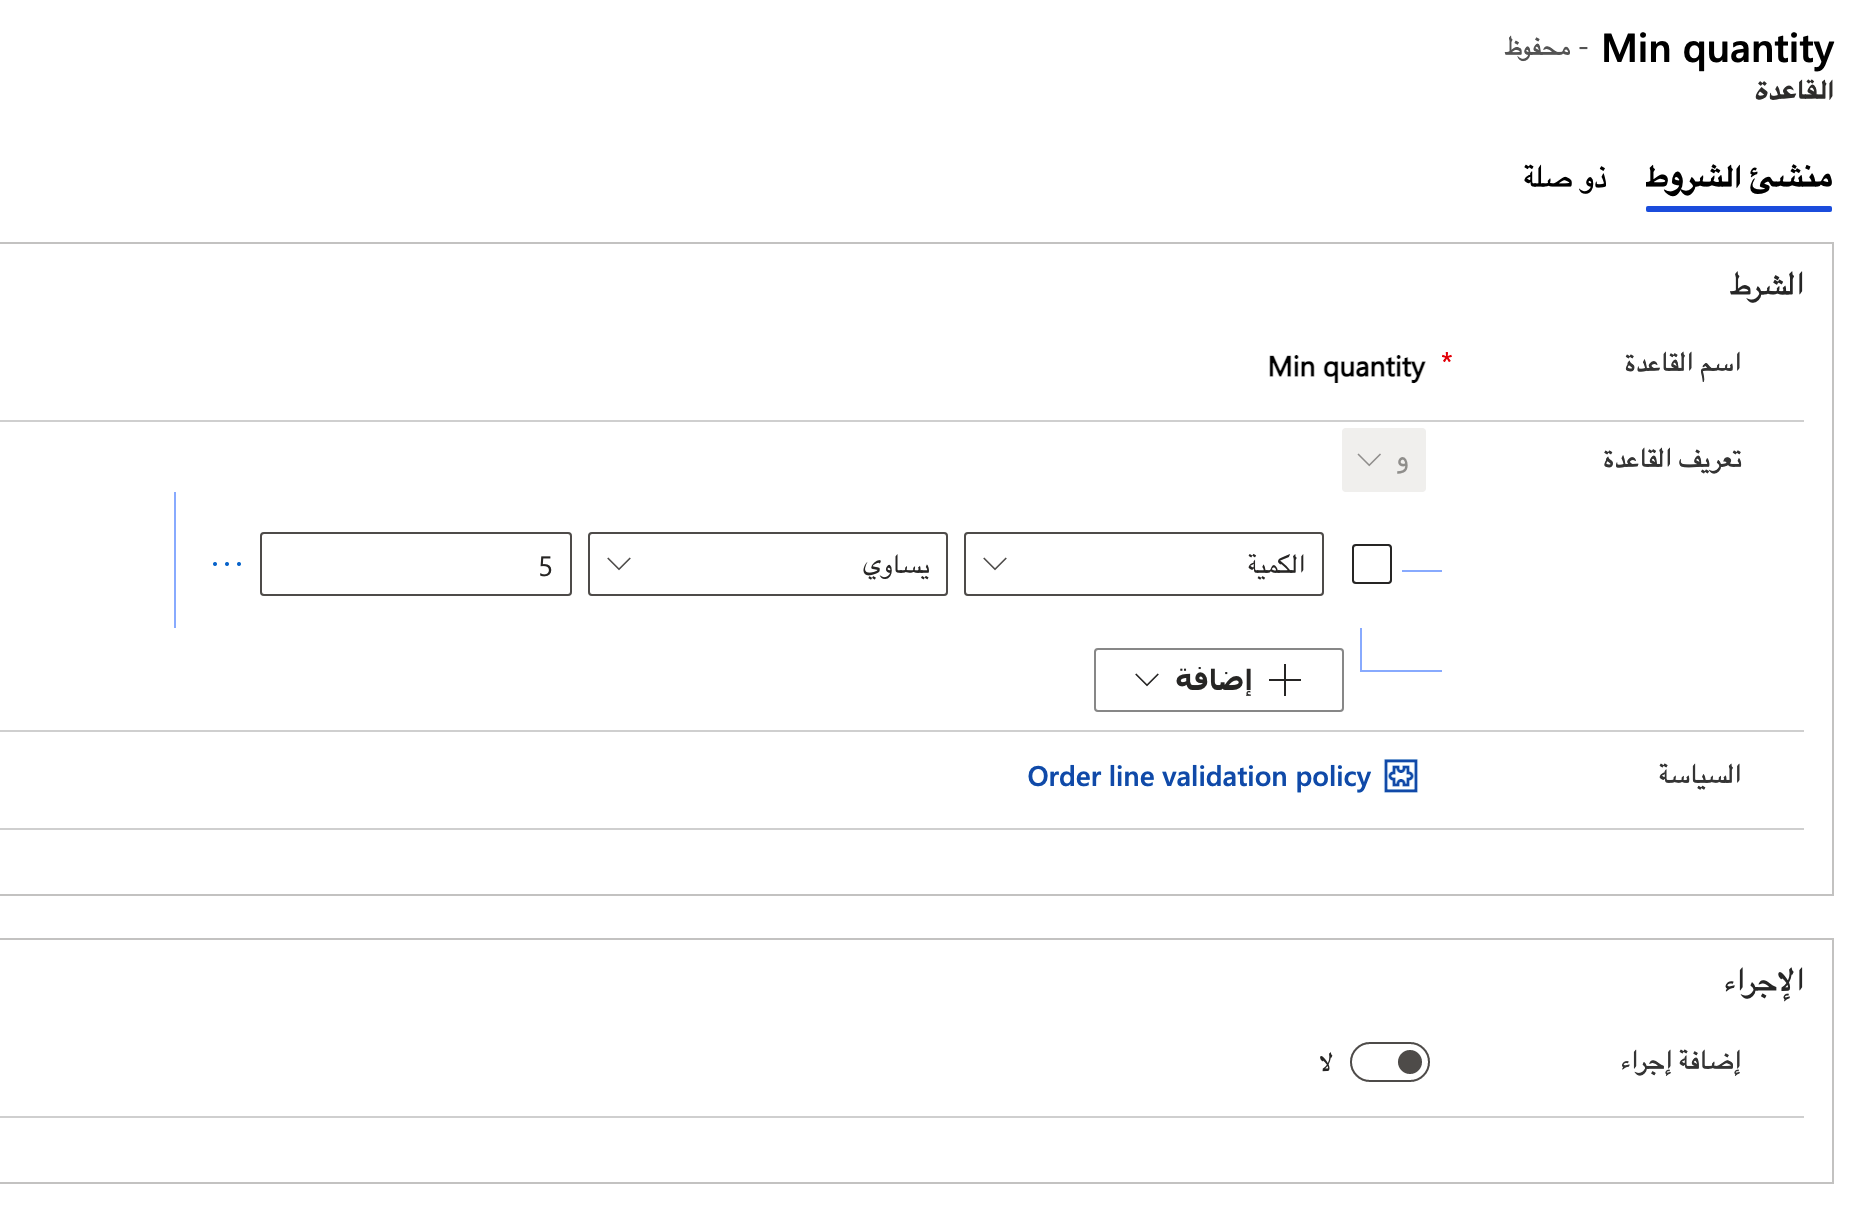 Min quantity - محفوظ
القاعدة
منشئ الشروط ذو صلة
الشرط
اسم القاعدة * Min quantity
تعريف القاعدة و
الكمية يساوي 5 ...
+ إضافة
السياسة Order line validation policy
الإجراء
إضافة إجراء لا